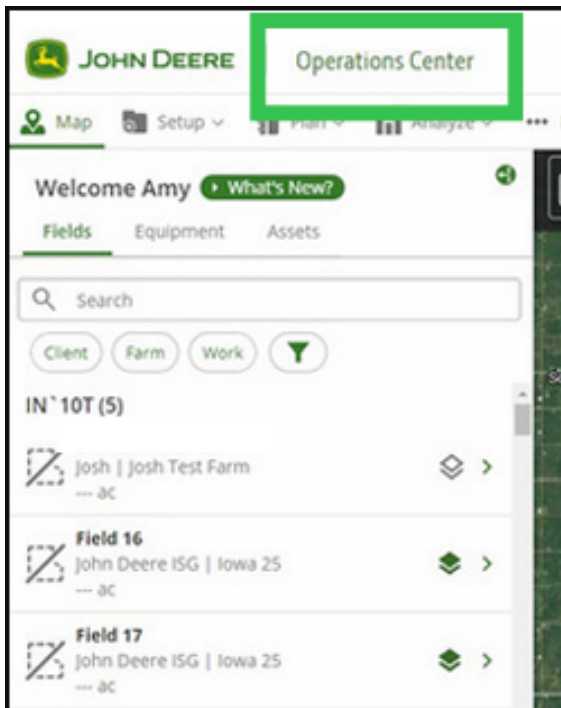 JOHN DEERE Operations Center
Map Setup Plan Analyze •••
Welcome Amy What's New?
Fields Equipment Assets
Search
Client Farm Work
IN`10T (5)
Josh | Josh Test Farm
--- ac
Field 16
John Deere ISG | Iowa 25
--- ac
Field 17
John Deere ISG | Iowa 25
--- ac